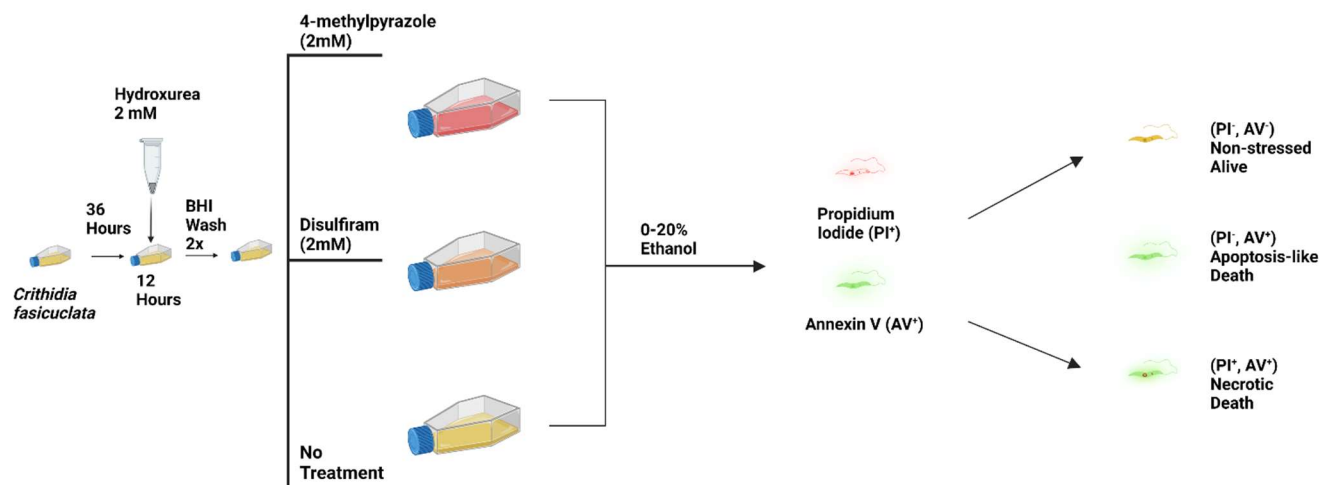 4-methylpyrazole
(2mM)
Hydroxurea
2 mM
36
Hours
BHI
Wash
2x
12
Hours
Crithidia
fasicuclata
Disulfiram
(2mM)
No
Treatment
0-20%
Ethanol
Propidium
Iodide (PI⁺)
Annexin V (AV⁺)
(PI⁻, AV⁻)
Non-stressed
Alive
(PI⁻, AV⁺)
Apoptosis-like
Death
(PI⁺, AV⁺)
Necrotic
Death